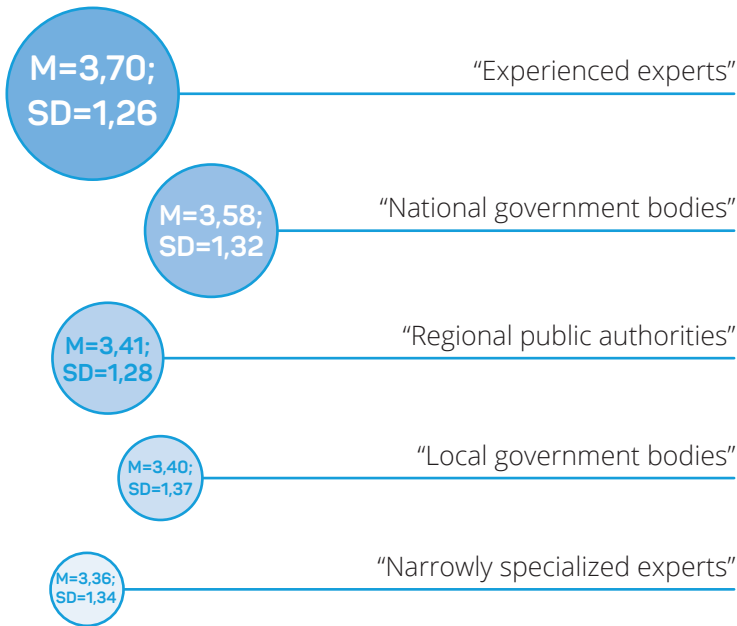 M=3,70;
SD=1,26
“Experienced experts”
M=3,58;
SD=1,32
“National government bodies”
M=3,41;
SD=1,28
“Regional public authorities”
M=3,40;
SD=1,37
“Local government bodies”
M=3,36;
SD=1,34
“Narrowly specialized experts”